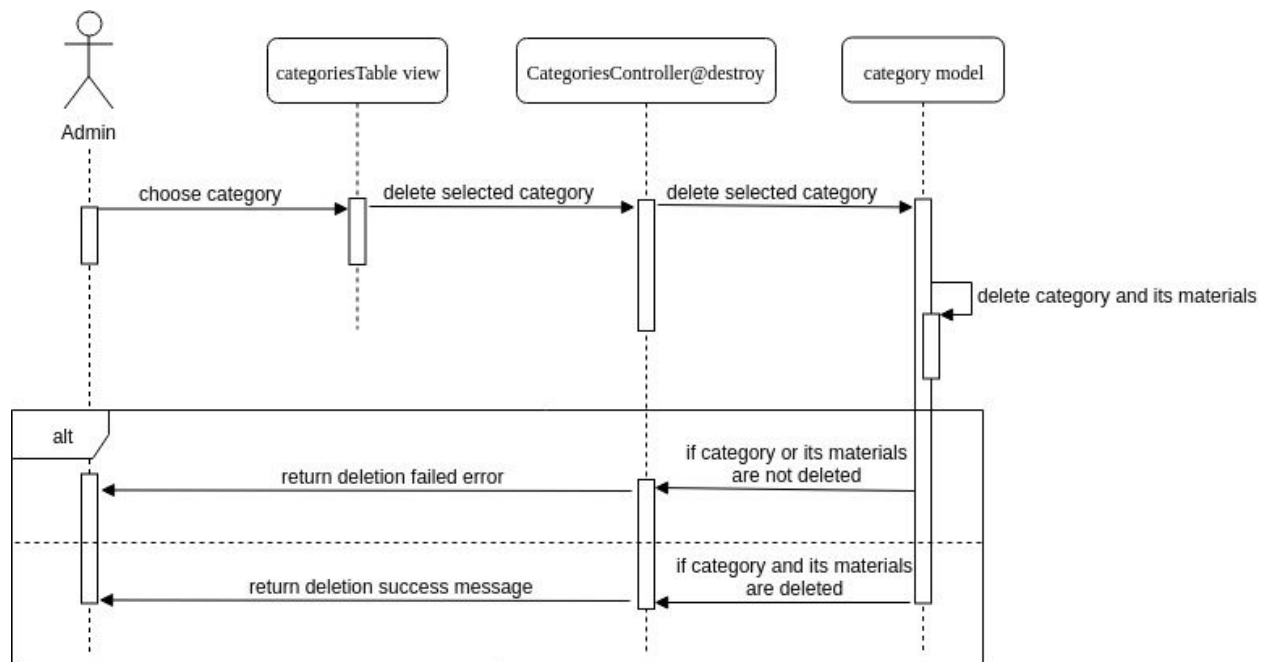 categoriesTable view
CategoriesController@destroy
category model
Admin
choose category
delete selected category
delete selected category
delete category and its materials
alt
if category or its materials
are not deleted
return deletion failed error
if category and its materials
are deleted
return deletion success message